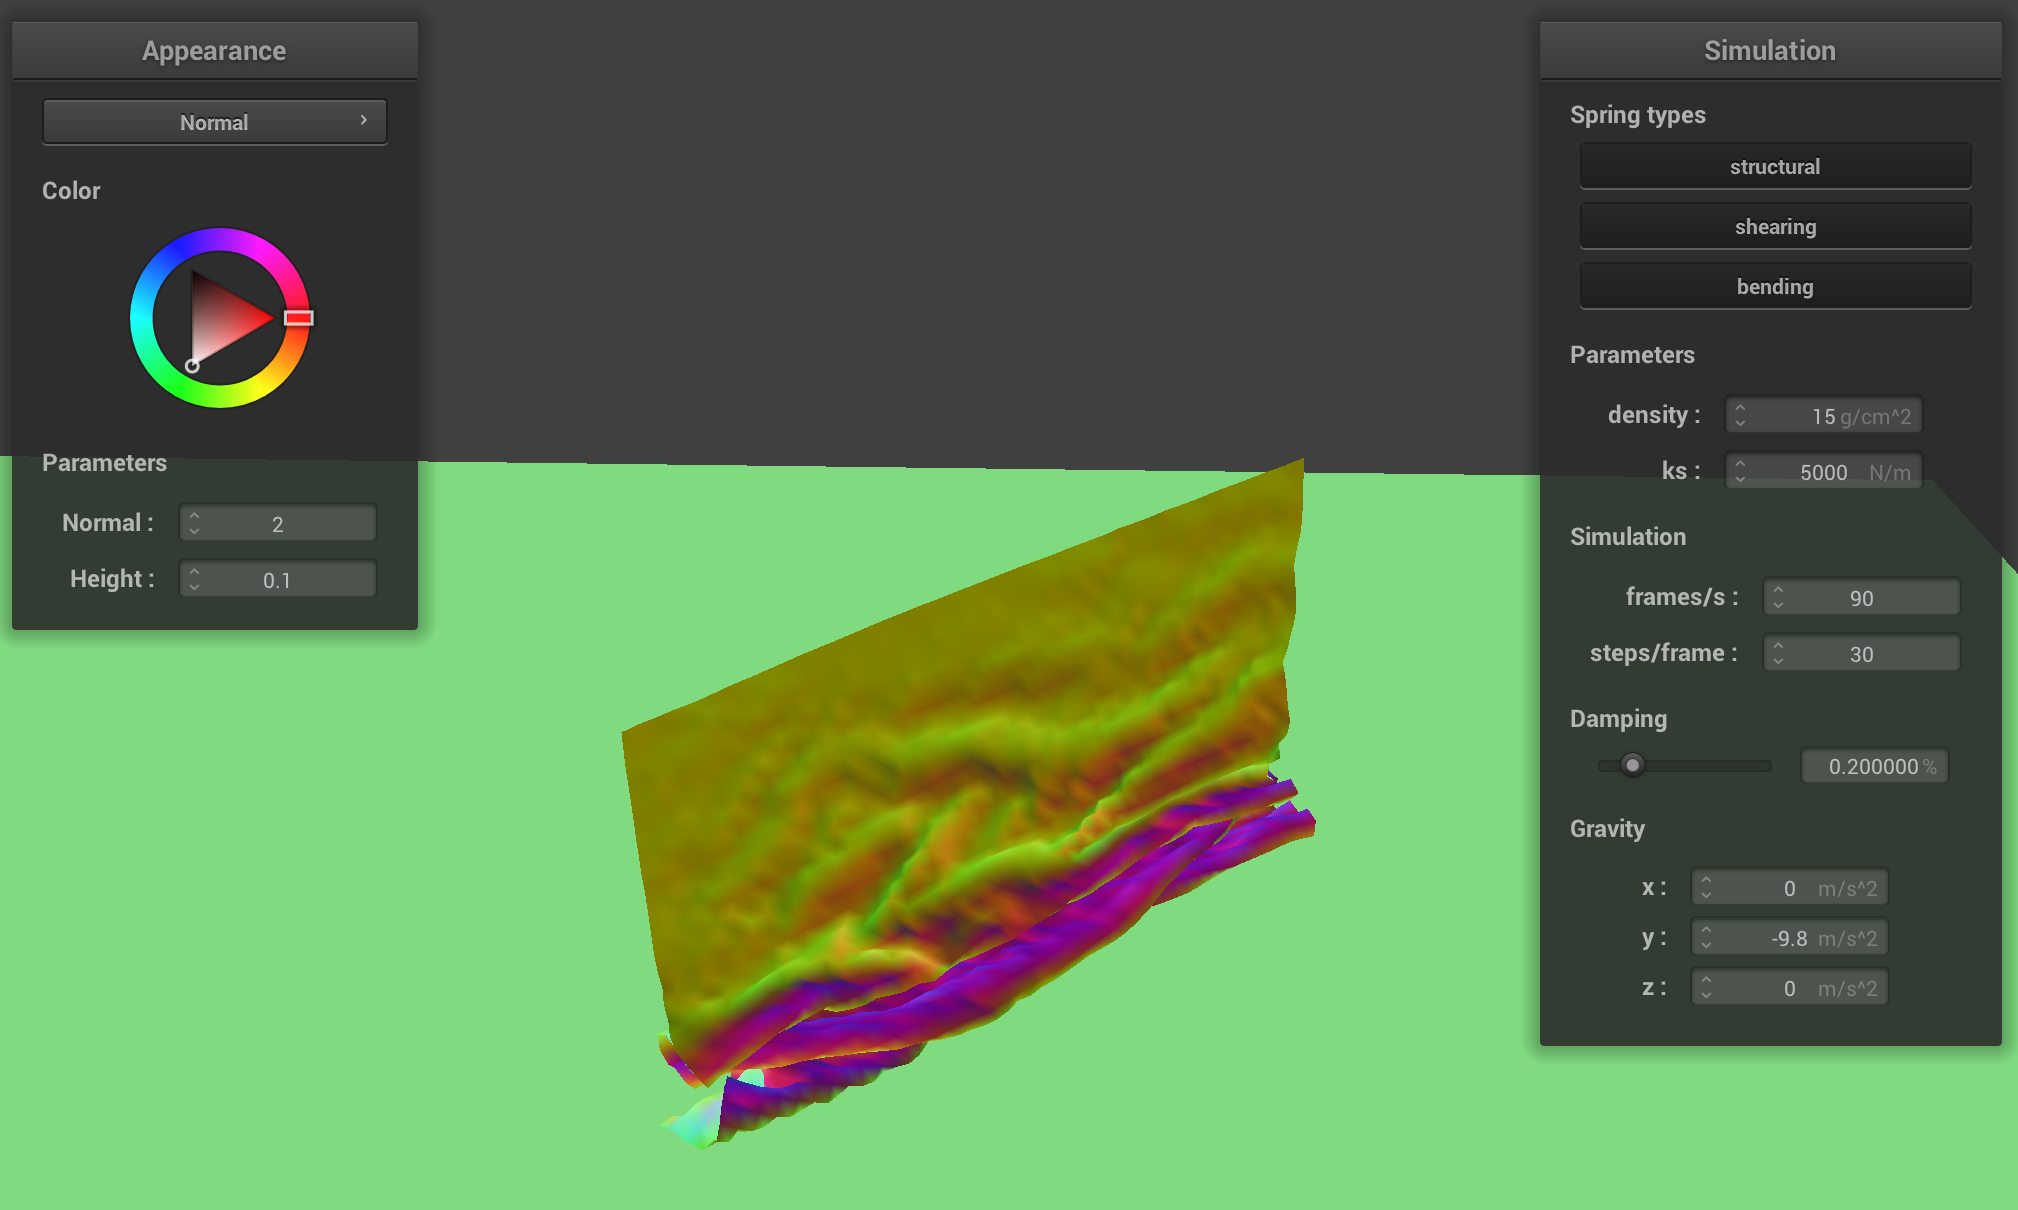 Appearance
Normal
Color
Parameters
Normal : 2
Height : 0.1
Simulation
Spring types
structural
shearing
bending
Parameters
density : 15 g/cm^2
ks : 5000 N/m
Simulation
frames/s : 90
steps/frame : 30
Damping
0.200000 %
Gravity
x : 0 m/s^2
y : -9.8 m/s^2
z : 0 m/s^2